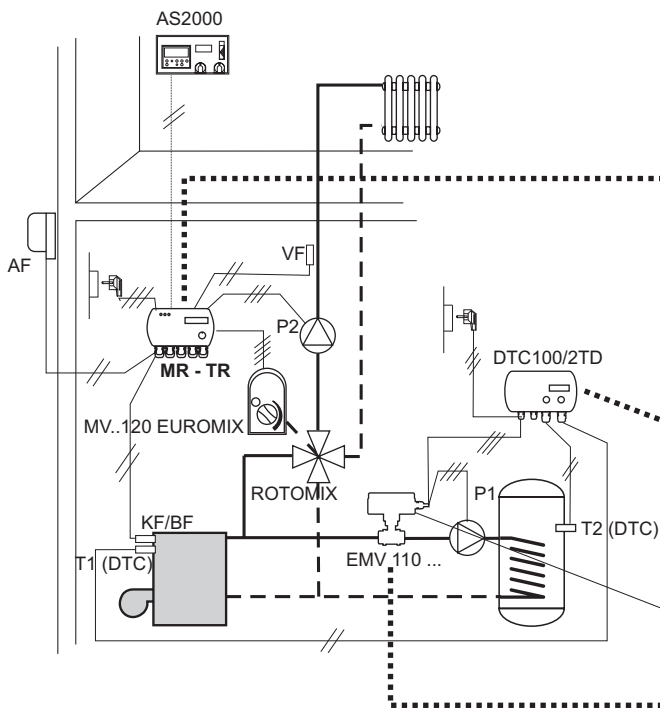 AS2000
AF
VF
P2
MR - TR
DTC100/2TD
MV..120 EUROMIX
ROTOMIX
P1
KF/BF
T2 (DTC)
T1 (DTC)
EMV 110 ...